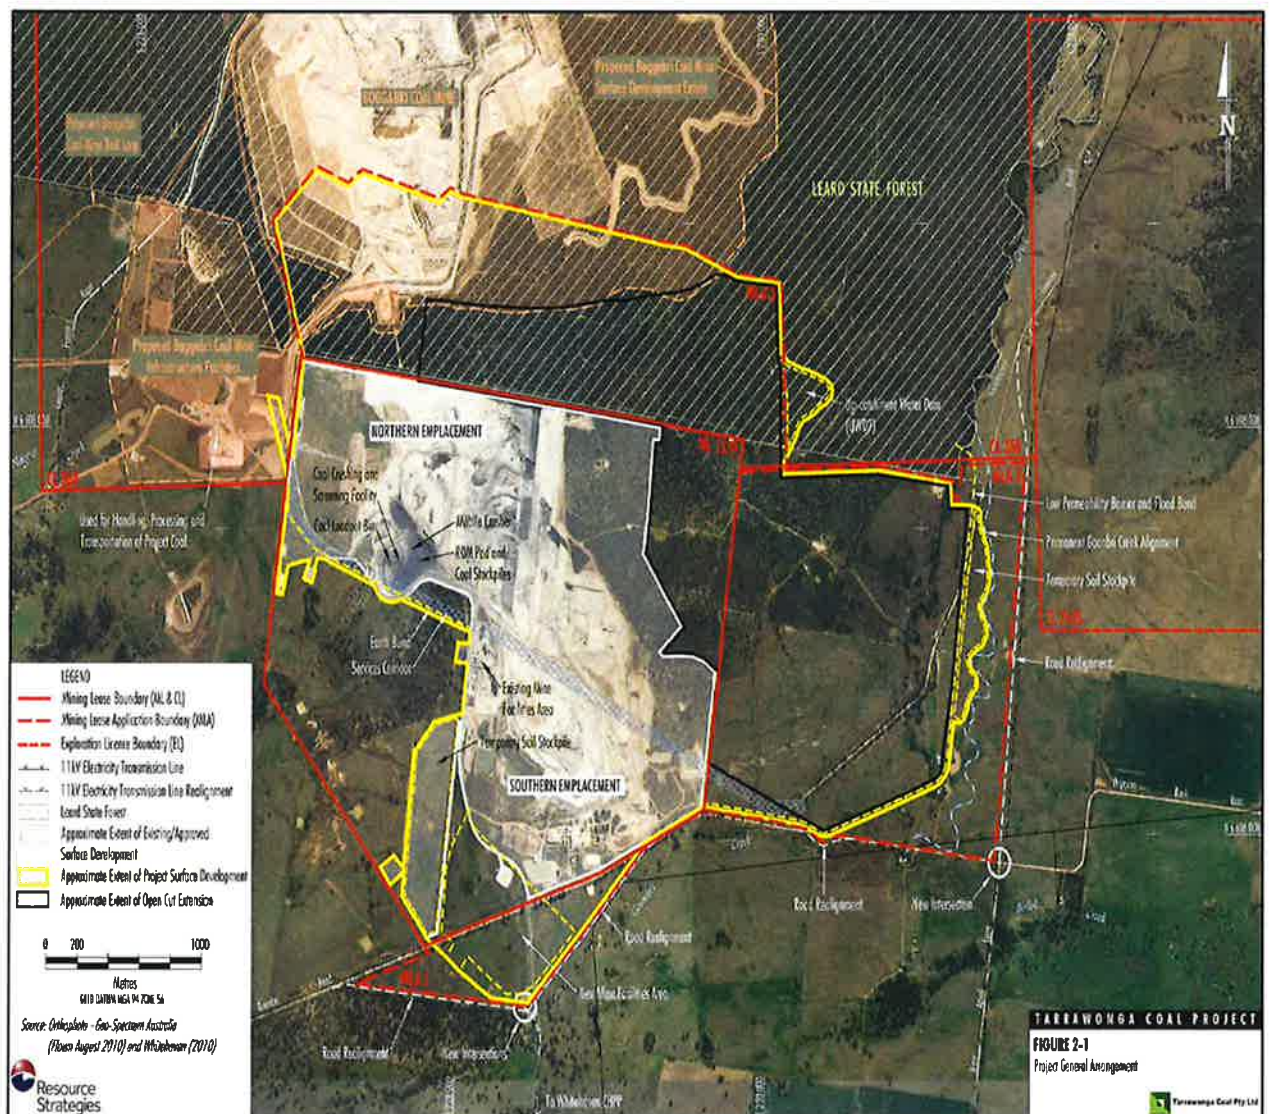 BOGGABRI COAL MINE
Proposed Boggabri Coal Mine
Surface Development Extent
Proposed Boggabri
Coal Mine Rail Loop
N
LEARD STATE FOREST
Proposed Boggabri Coal Mine
Infrastructure Facilities
Up-catchment Water Dam
NORTHERN EMPLACEMENT
Coal Crushing and
Screening Facility
Coal Loadout Bin
Mobile Crusher
ROM Pad and
Coal Stockpiles
Used for Handling, Processing and
Transportation of Project Coal
Low Permeability Barrier and Flood Bund
Permanent Goonbri Creek Alignment
Temporary Soil Stockpile
Road Realignment
Earth Bund
Services Corridor
Existing Mine
Facilities Area
Temporary Soil Stockpile
SOUTHERN EMPLACEMENT
Road Realignment
New Intersection
Road Realignment
New Mine Facilities Area
Road Realignment
New Intersections
To Whitehaven CHPP
LEGEND
Mining Lease Boundary (ML & CL)
Mining Lease Application Boundary (MLA)
Exploration License Boundary (EL)
11kV Electricity Transmission Line
11kV Electricity Transmission Line Realignment
Leard State Forest
Approximate Extent of Existing/Approved
Surface Development
Approximate Extent of Project Surface Development
Approximate Extent of Open Cut Extension
0 200 1000
Metres
GRID DATUM MGA 94 ZONE 56
Source: Orthophoto - Geo-Spectrum Australia
(Flown August 2010) and Whitehaven (2010)
Resource
Strategies
TARRAWONGA COAL PROJECT
FIGURE 2-1
Project General Arrangement
Tarrawonga Coal Pty Ltd